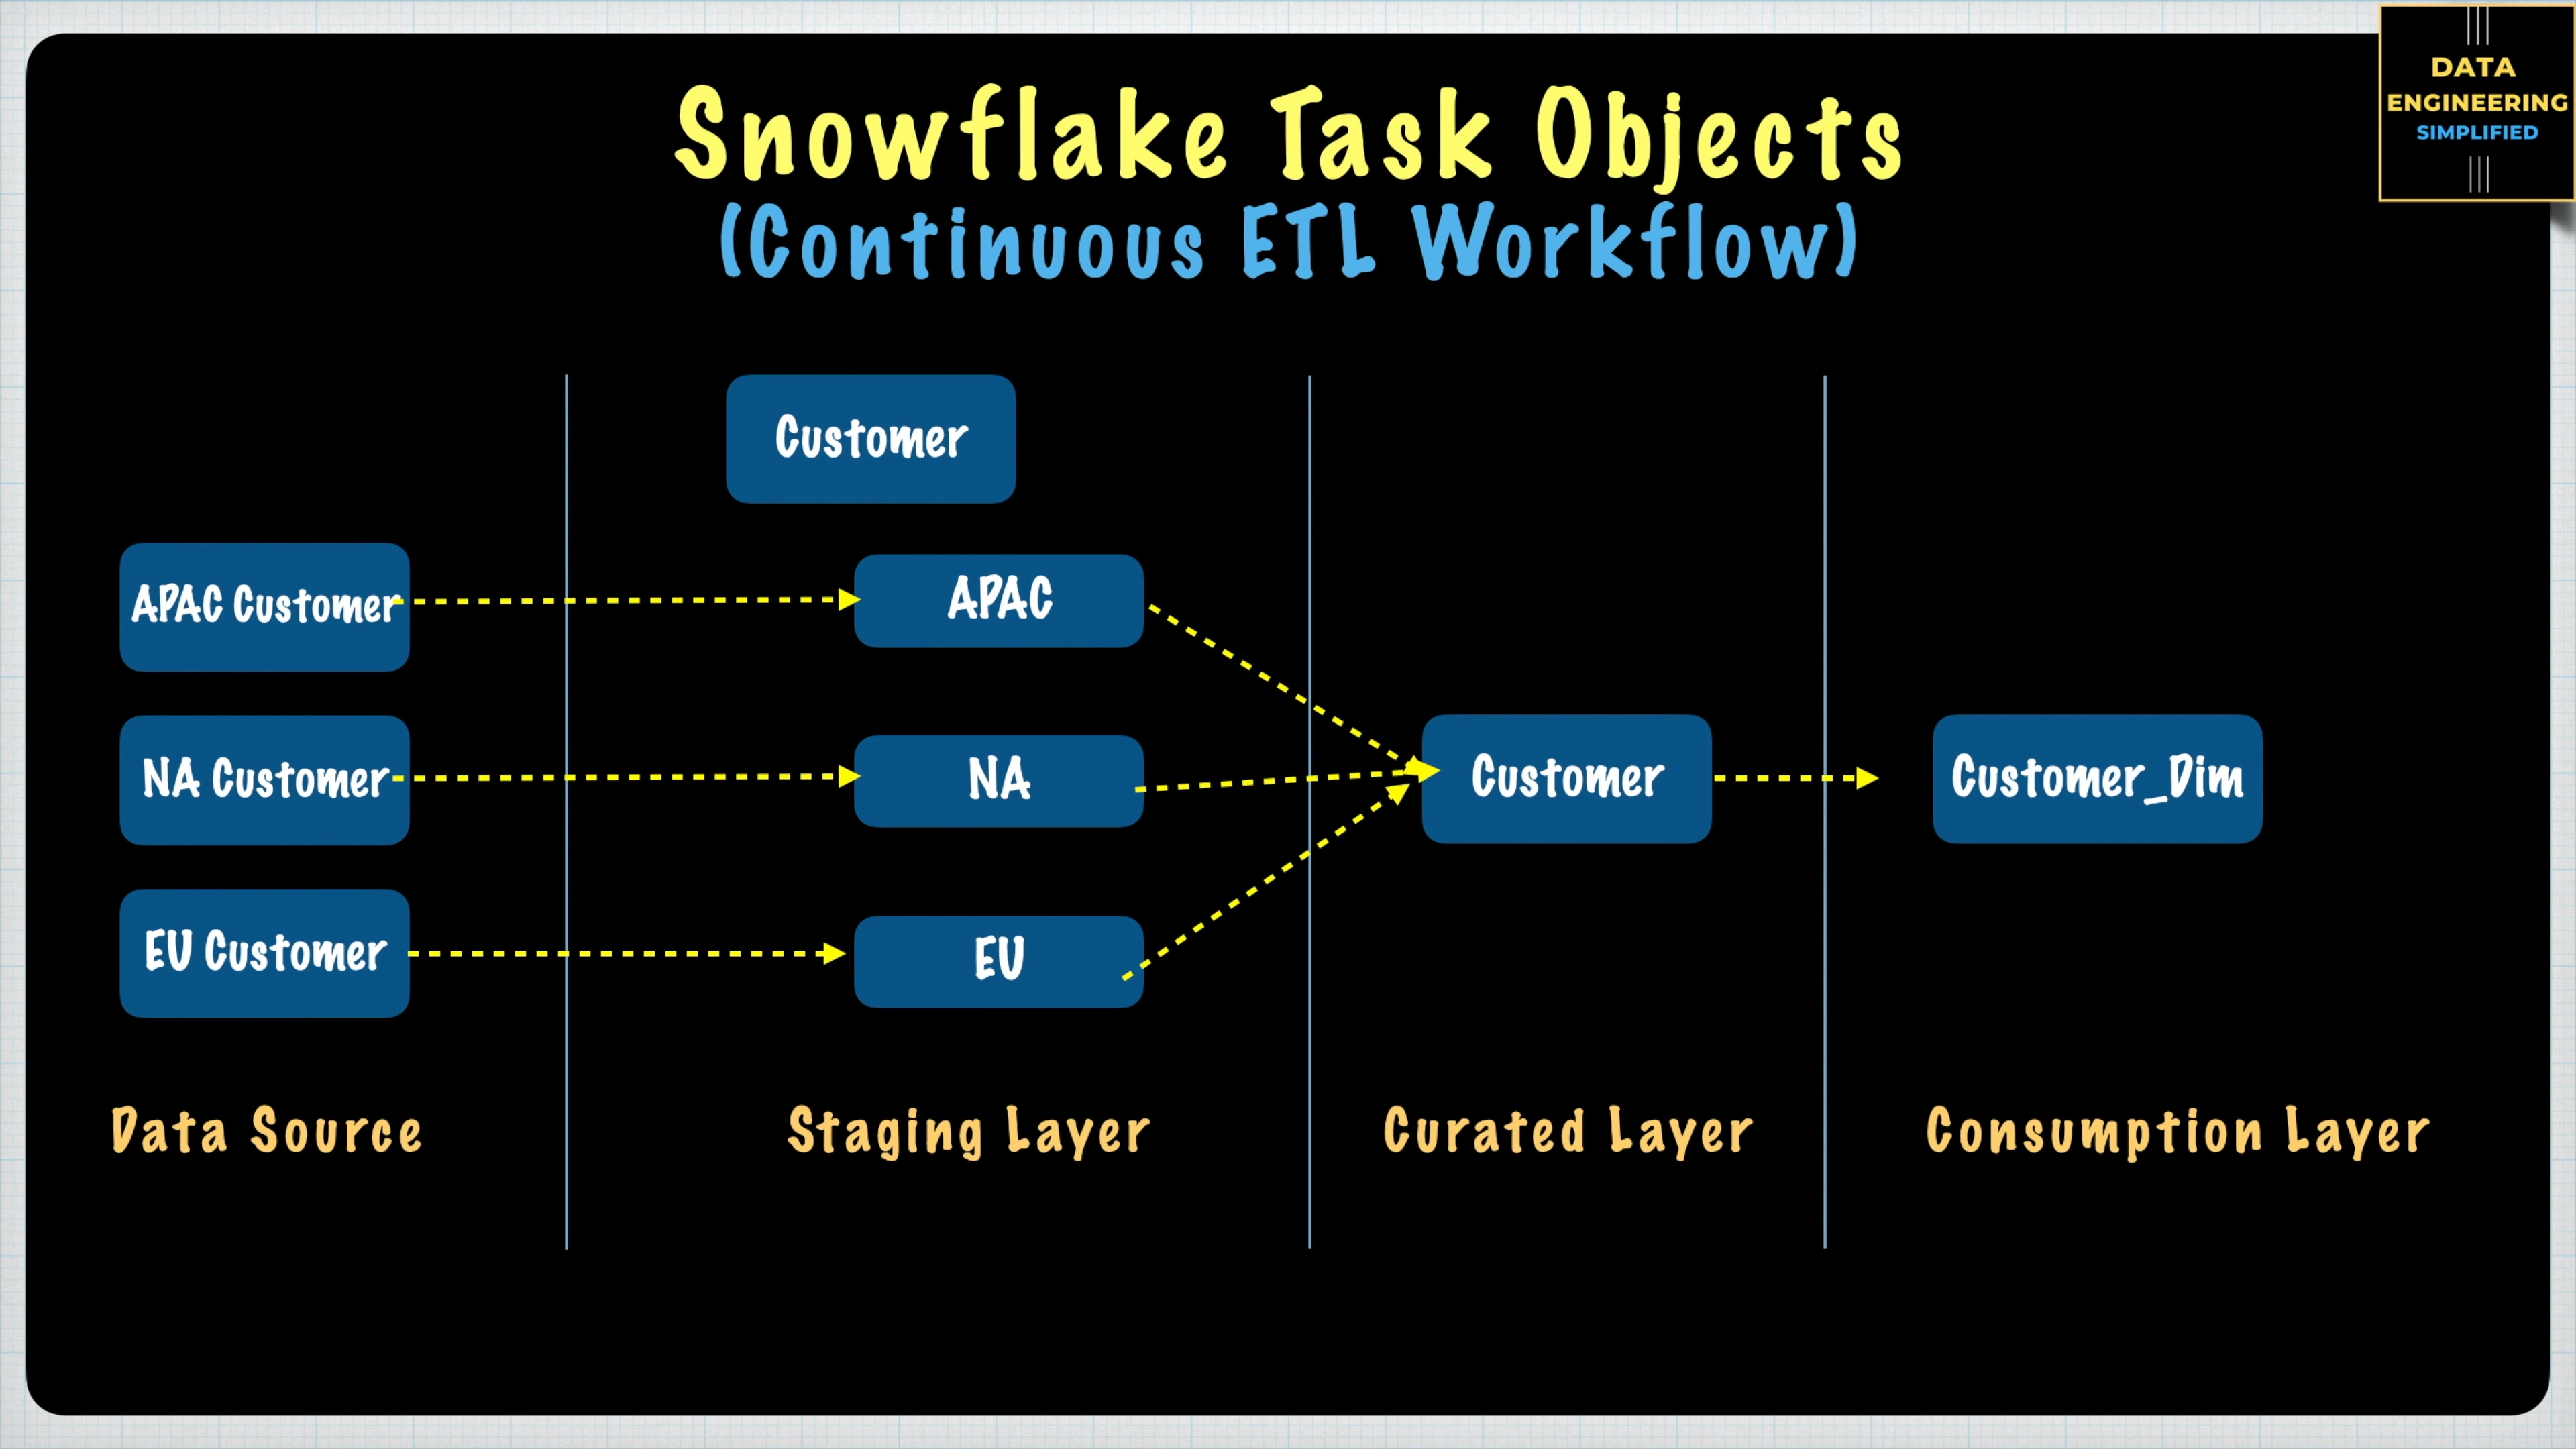 DATA
ENGINEERING
SIMPLIFIED
Snowflake Task Objects
(Continuous ETL Workflow)
Customer
APAC Customer
APAC
NA Customer
NA
Customer
Customer_Dim
EU Customer
EU
Data Source
Staging Layer
Curated Layer
Consumption Layer